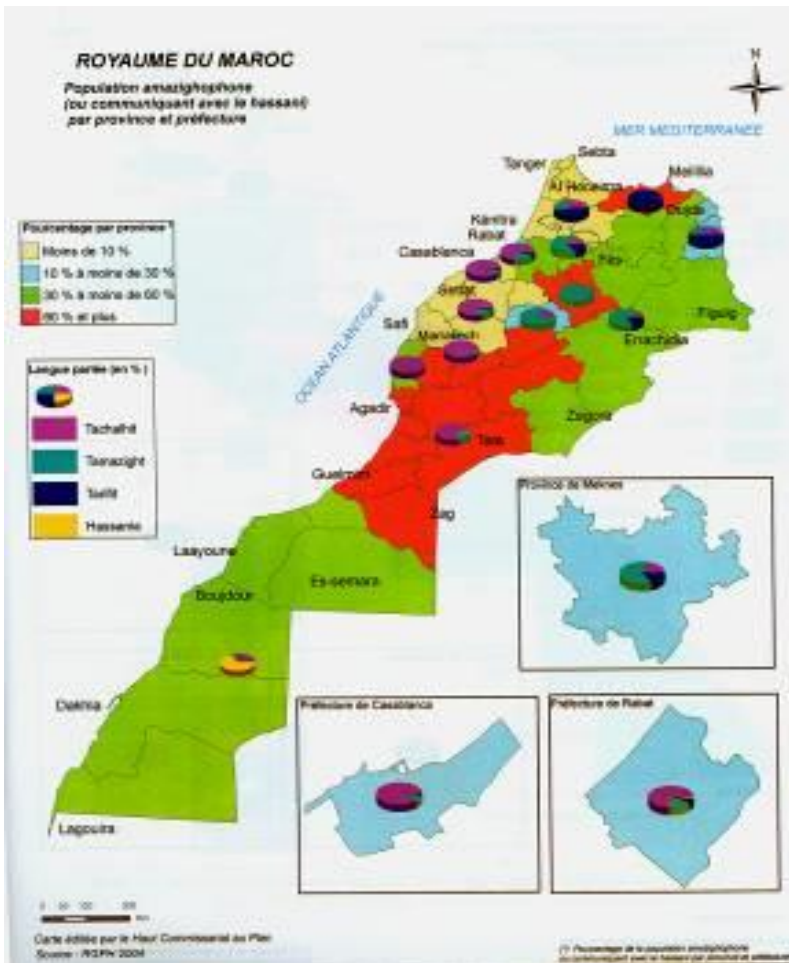 ROYAUME DU MAROC
Population amazighophone
(ou communiquant avec le hassani)
par province et préfecture
N
MER MEDITERRANEE
Sebta
Tanger
Melilia
Al Hoceima
Oujda
Kénitra
Rabat
Fès
Casablanca
Settat
Figuig
Safi
Marrakech
Errachidia
OCEAN ATLANTIQUE
Agadir
Zagora
Tata
Guelmim
Zag
Laayoune
Es-semara
Boujdour
Dakhla
Lagouira
Pourcentage par province
Moins de 10 %
10 % à moins de 30 %
30 % à moins de 60 %
60 % et plus
Langue parlée (en %)
Tachelhit
Tamazight
Tarifit
Hassania
Province de Meknes
Préfecture de Casablanca
Préfecture de Rabat
Carte éditée par le Haut Commissariat au Plan
Source : RGPH 2004